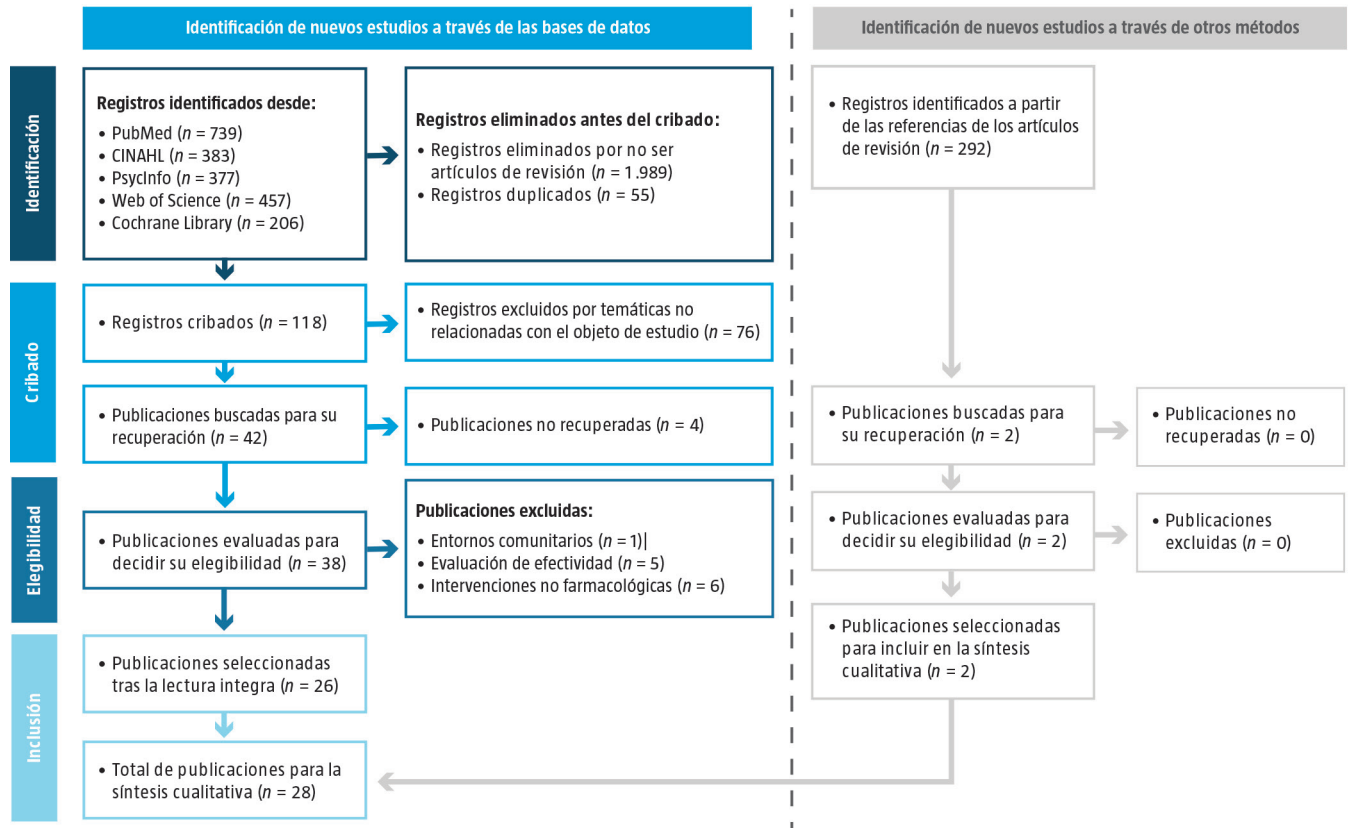 Identificación de nuevos estudios a través de las bases de datos
Identificación de nuevos estudios a través de otros métodos
Identificación
Registros identificados desde:
• PubMed (n = 739)
• CINAHL (n = 383)
• PsycInfo (n = 377)
• Web of Science (n = 457)
• Cochrane Library (n = 206)
Registros eliminados antes del cribado:
• Registros eliminados por no ser
artículos de revisión (n = 1.989)
• Registros duplicados (n = 55)
• Registros identificados a partir
de las referencias de los artículos
de revisión (n = 292)
Cribado
• Registros cribados (n = 118)
• Registros excluidos por temáticas no
relacionadas con el objeto de estudio (n = 76)
• Publicaciones buscadas para su
recuperación (n = 42)
• Publicaciones no recuperadas (n = 4)
• Publicaciones buscadas para
su recuperación (n = 2)
• Publicaciones no
recuperadas (n = 0)
Elegibilidad
• Publicaciones evaluadas para
decidir su elegibilidad (n = 38)
Publicaciones excluidas:
• Entornos comunitarios (n = 1)|
• Evaluación de efectividad (n = 5)
• Intervenciones no farmacológicas (n = 6)
• Publicaciones evaluadas para
decidir su elegibilidad (n = 2)
• Publicaciones
excluidas (n = 0)
Inclusión
• Publicaciones seleccionadas
tras la lectura integra (n = 26)
• Publicaciones seleccionadas
para incluir en la síntesis
cualitativa (n = 2)
• Total de publicaciones para la
síntesis cualitativa (n = 28)